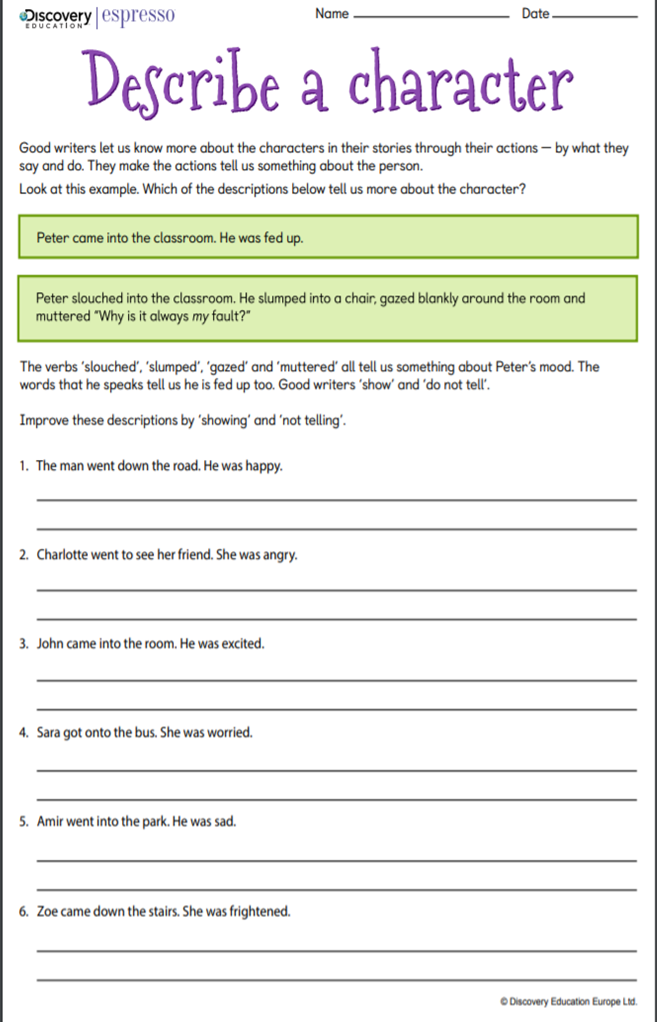 Discovery EDUCATION | espresso Name Date
Describe a character
Good writers let us know more about the characters in their stories through their actions — by what they
say and do. They make the actions tell us something about the person.
Look at this example. Which of the descriptions below tell us more about the character?
Peter came into the classroom. He was fed up.
Peter slouched into the classroom. He slumped into a chair, gazed blankly around the room and
muttered "Why is it always my fault?"
The verbs 'slouched', 'slumped', 'gazed' and 'muttered' all tell us something about Peter's mood. The
words that he speaks tell us he is fed up too. Good writers 'show' and 'do not tell'.
Improve these descriptions by 'showing' and 'not telling'.
1. The man went down the road. He was happy.
2. Charlotte went to see her friend. She was angry.
3. John came into the room. He was excited.
4. Sara got onto the bus. She was worried.
5. Amir went into the park. He was sad.
6. Zoe came down the stairs. She was frightened.
© Discovery Education Europe Ltd.